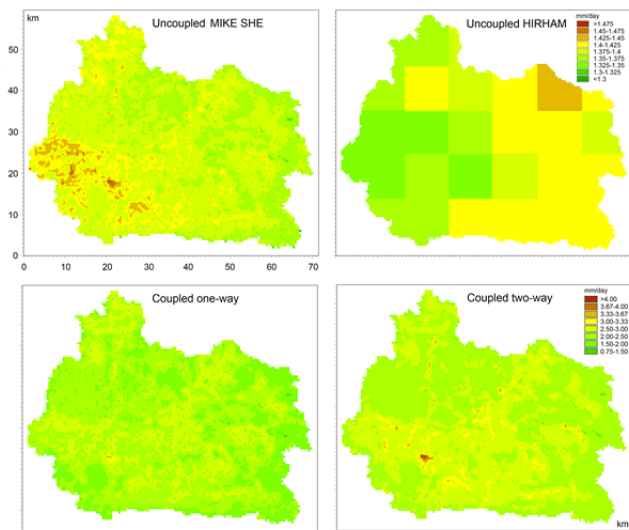 km
Uncoupled MIKE SHE
50
40
30
20
10
0
0 10 20 30 40 50 60 70
Uncoupled HIRHAM
mm/day
>1.475
1.45-1.475
1.425-1.45
1.4-1.425
1.375-1.4
1.35-1.375
1.325-1.35
1.3-1.325
<1.3
Coupled one-way
Coupled two-way
mm/day
>4.00
3.67-4.00
3.33-3.67
3.00-3.33
2.50-3.00
2.00-2.50
1.50-2.00
0.75-1.50
km